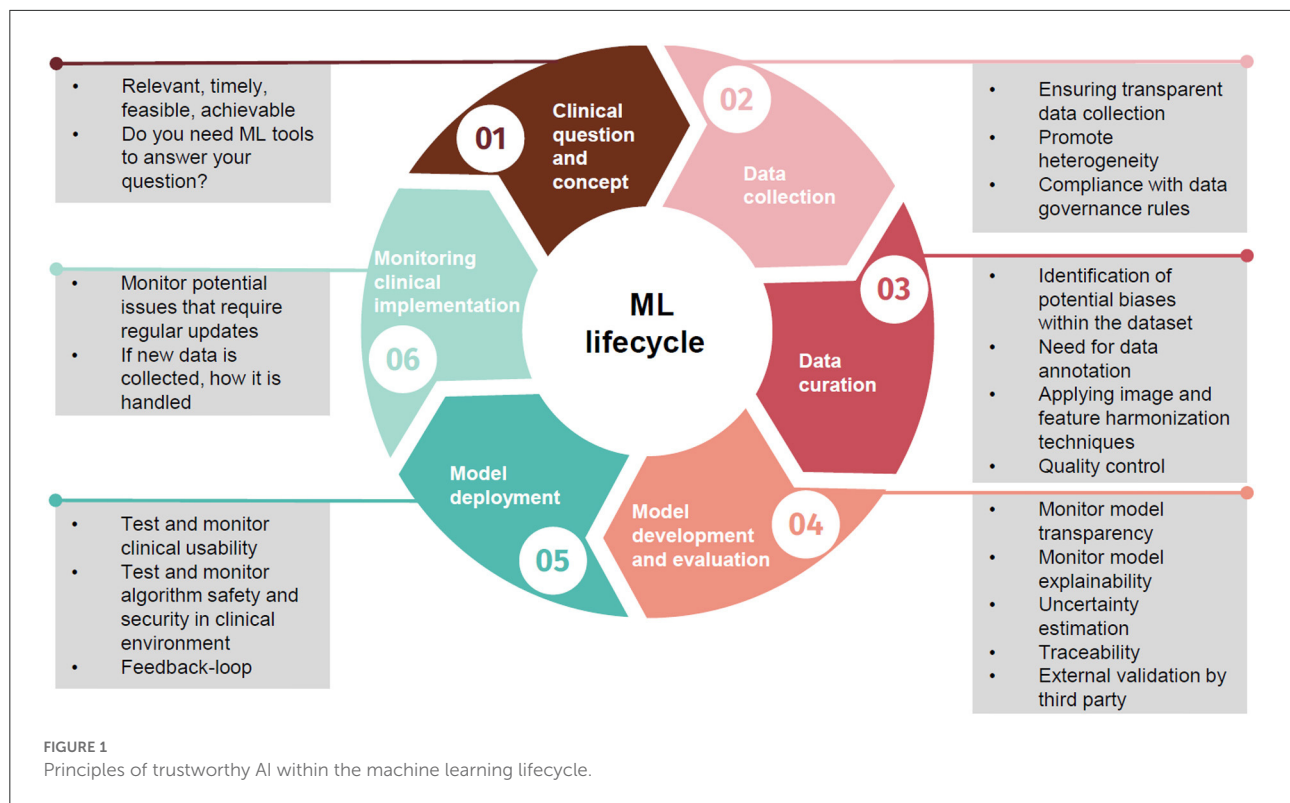 01
Clinical
question
and
concept
• Relevant, timely,
feasible, achievable
• Do you need ML tools
to answer your
question?
02
Data
collection
• Ensuring transparent
data collection
• Promote
heterogeneity
• Compliance with data
governance rules
03
Data
curation
• Identification of
potential biases
within the dataset
• Need for data
annotation
• Applying image and
feature harmonization
techniques
• Quality control
04
Model
development
and evaluation
• Monitor model
transparency
• Monitor model
explainability
• Uncertainty
estimation
• Traceability
• External validation by
third party
05
Model
deployment
• Test and monitor
clinical usability
• Test and monitor
algorithm safety and
security in clinical
environment
• Feedback-loop
06
Monitoring
clinical
implementation
• Monitor potential
issues that require
regular updates
• If new data is
collected, how it is
handled
ML
lifecycle
FIGURE 1
Principles of trustworthy AI within the machine learning lifecycle.